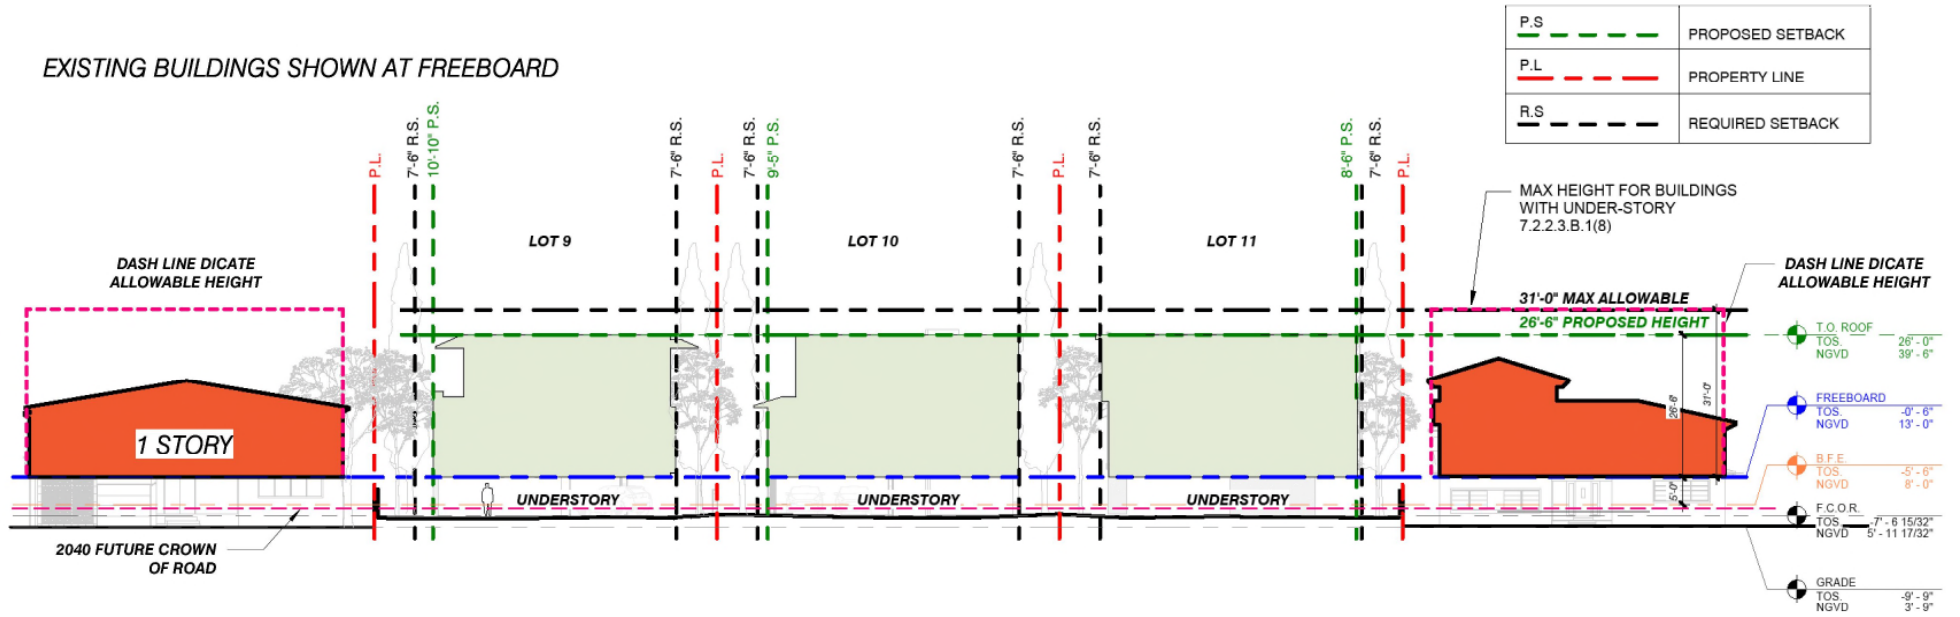 P.S
PROPOSED SETBACK
P.L
PROPERTY LINE
R.S
REQUIRED SETBACK
EXISTING BUILDINGS SHOWN AT FREEBOARD
P.L.
7'-6" R.S.
10'-10" P.S.
7'-6" R.S.
P.L.
7'-6" R.S.
9'-5" P.S.
7'-6" R.S.
P.L.
7'-6" R.S.
8'-6" P.S.
7'-6" R.S.
P.L.
MAX HEIGHT FOR BUILDINGS
WITH UNDER-STORY
7.2.2.3.B.1(8)
LOT 9
LOT 10
LOT 11
DASH LINE DICATE
ALLOWABLE HEIGHT
DASH LINE DICATE
ALLOWABLE HEIGHT
31'-0" MAX ALLOWABLE
26'-6" PROPOSED HEIGHT
T.O. ROOF
TOS. 26' - 0"
NGVD 39' - 6"
26'-6"
31'-0"
FREEBOARD
TOS. -0' - 6"
NGVD 13' - 0"
1 STORY
B.F.E.
TOS. -5' - 6"
NGVD 8' - 0"
5'-0"
UNDERSTORY
UNDERSTORY
UNDERSTORY
F.C.O.R.
TOS. -7' - 6 15/32"
NGVD 5' - 11 17/32"
2040 FUTURE CROWN
OF ROAD
GRADE
TOS. -9' - 9"
NGVD 3' - 9"